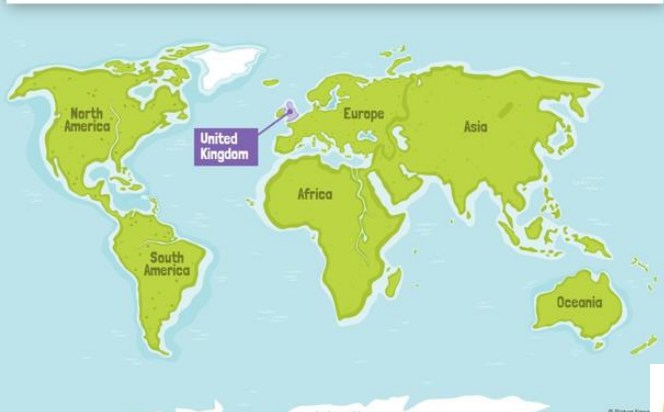 North
America
United
Kingdom
Europe
Asia
Africa
South
America
Oceania